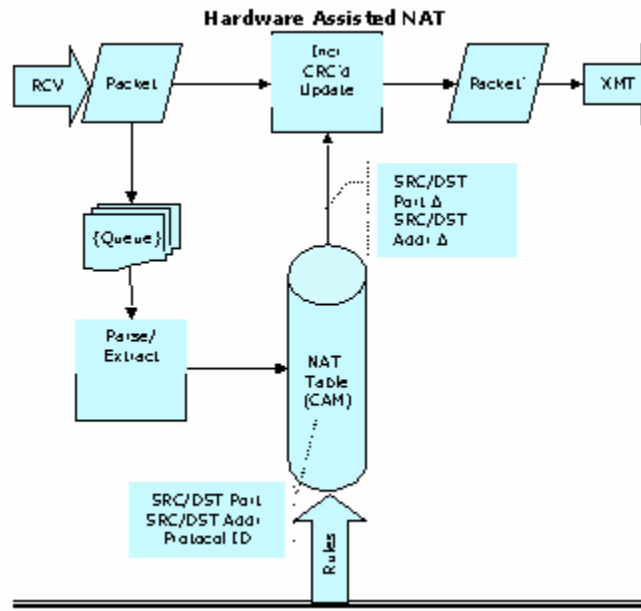 Hardware Assisted NAT
RCV
Packet
Incr
CRC'd
Update
Packet'
XMT
SRC/DST
Port Δ
SRC/DST
Addr Δ
{Queue}
Parse/
Extract
NAT
Table
(CAM)
SRC/DST Port
SRC/DST Addr
Protocol ID
Rules